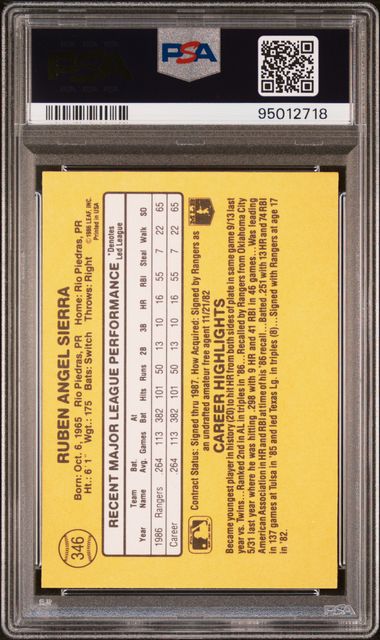 PSA
PSA
95012718
346
RUBEN ANGEL SIERRA
Born: Oct. 6, 1965 Rio Piedras, PR Home: Rio Piedras, PR
Ht.: 6'1" Wgt.: 175 Bats: Switch Throws: Right
©1986 LEAF, INC.
Printed in USA
RECENT MAJOR LEAGUE PERFORMANCE *Denotes Led League
Year Name Team Bat. Avg. Games At Bat Hits Runs 2B 3B HR RBI Steal Walk SO
1986 Rangers .264 113 382 101 50 13 10 16 55 7 22 65
Career .264 113 382 101 50 13 10 16 55 7 22 65
Contract Status: Signed thru 1987. How Acquired: Signed by Rangers as
an undrafted amateur free agent 11/21/82
MLB
CAREER HIGHLIGHTS
Became youngest player in history (20) to hit HR from both sides of plate in same game 9/13 last
year vs. Twins... Ranked 2nd in AL in triples in '86... Recalled by Rangers from Oklahoma City
5/31 last year where he was hitting .298 with 9 HR and 41 RBI in 46 games... Was leading
American Association in HR and RBI at time of his '86 recall... Batted .251 with 13 HR and 74 RBI
in 137 games at Tulsa in '85 and led Texas Lg. in triples (8)... Signed with Rangers at age 17
in '82.